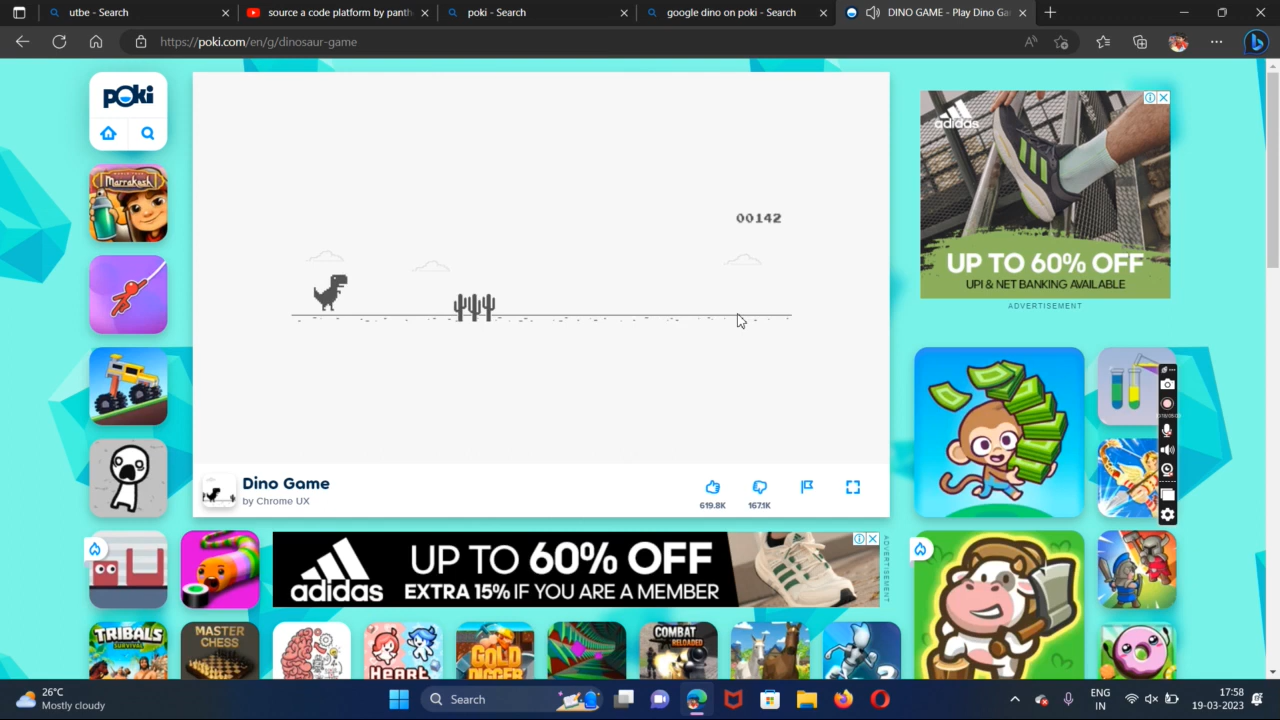 utbe - Search
source a code platform by panth
poki - Search
google dino on poki - Search
DINO GAME - Play Dino Ga
https://poki.com/en/g/dinosaur-game
poki
MARRAKESH
00142
adidas
UP TO 60% OFF
UPI & NET BANKING AVAILABLE
ADVERTISEMENT
Dino Game
by Chrome UX
619.8K
167.1K
adidas
UP TO 60% OFF
EXTRA 15% IF YOU ARE A MEMBER
ADVERTISEMENT
TRIBALS
SURVIVAL
MASTER
CHESS
HEART
GOLD
DIGGER
COMBAT
RELOADED
2
26°C
Mostly cloudy
Search
ENG
IN
17:58
19-03-2023